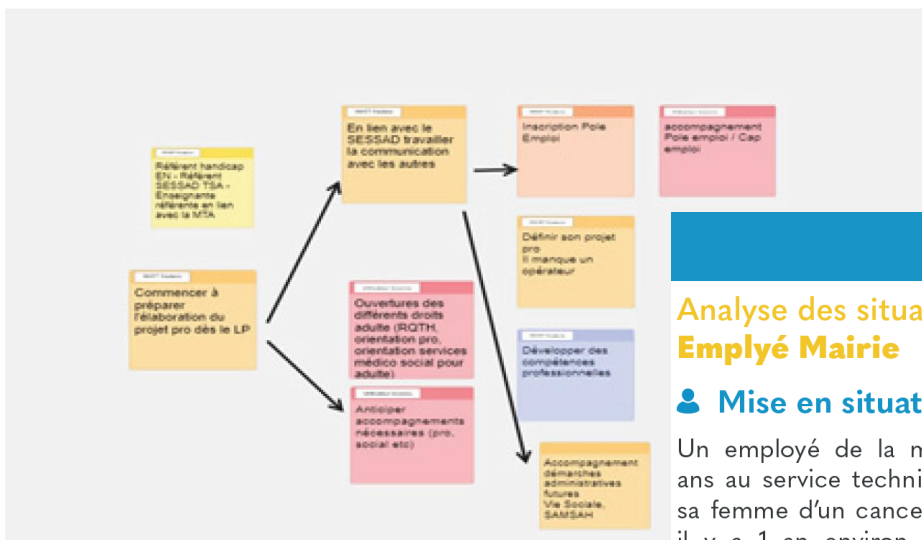 Référent handicap
EN - Référent
SESSAD TSA -
Enseignante
référente en lien
avec la MTA
Commencer à
préparer
l'élaboration du
projet pro dès le LP
En lien avec le
SESSAD travailler
la communication
avec les autres
Ouvertures des
différents droits
adulte (RQTH,
orientation pro,
orientation services
médico social pour
adulte)
Anticiper
accompagnements
nécessaires (pro,
social etc)
Inscription Pole
Emploi
accompagnement
Pole emploi / Cap
emploi
Définir son projet
pro
Il manque un
opérateur
Développer des
compétences
professionnelles
Accompagnement
démarches
administratives
futures
Vie Sociale,
SAMSAH
Analyse des situa
Emplyé Mairie
Mise en situat
Un employé de la m
ans au service techni
sa femme d'un cance
il y a 1 an environ